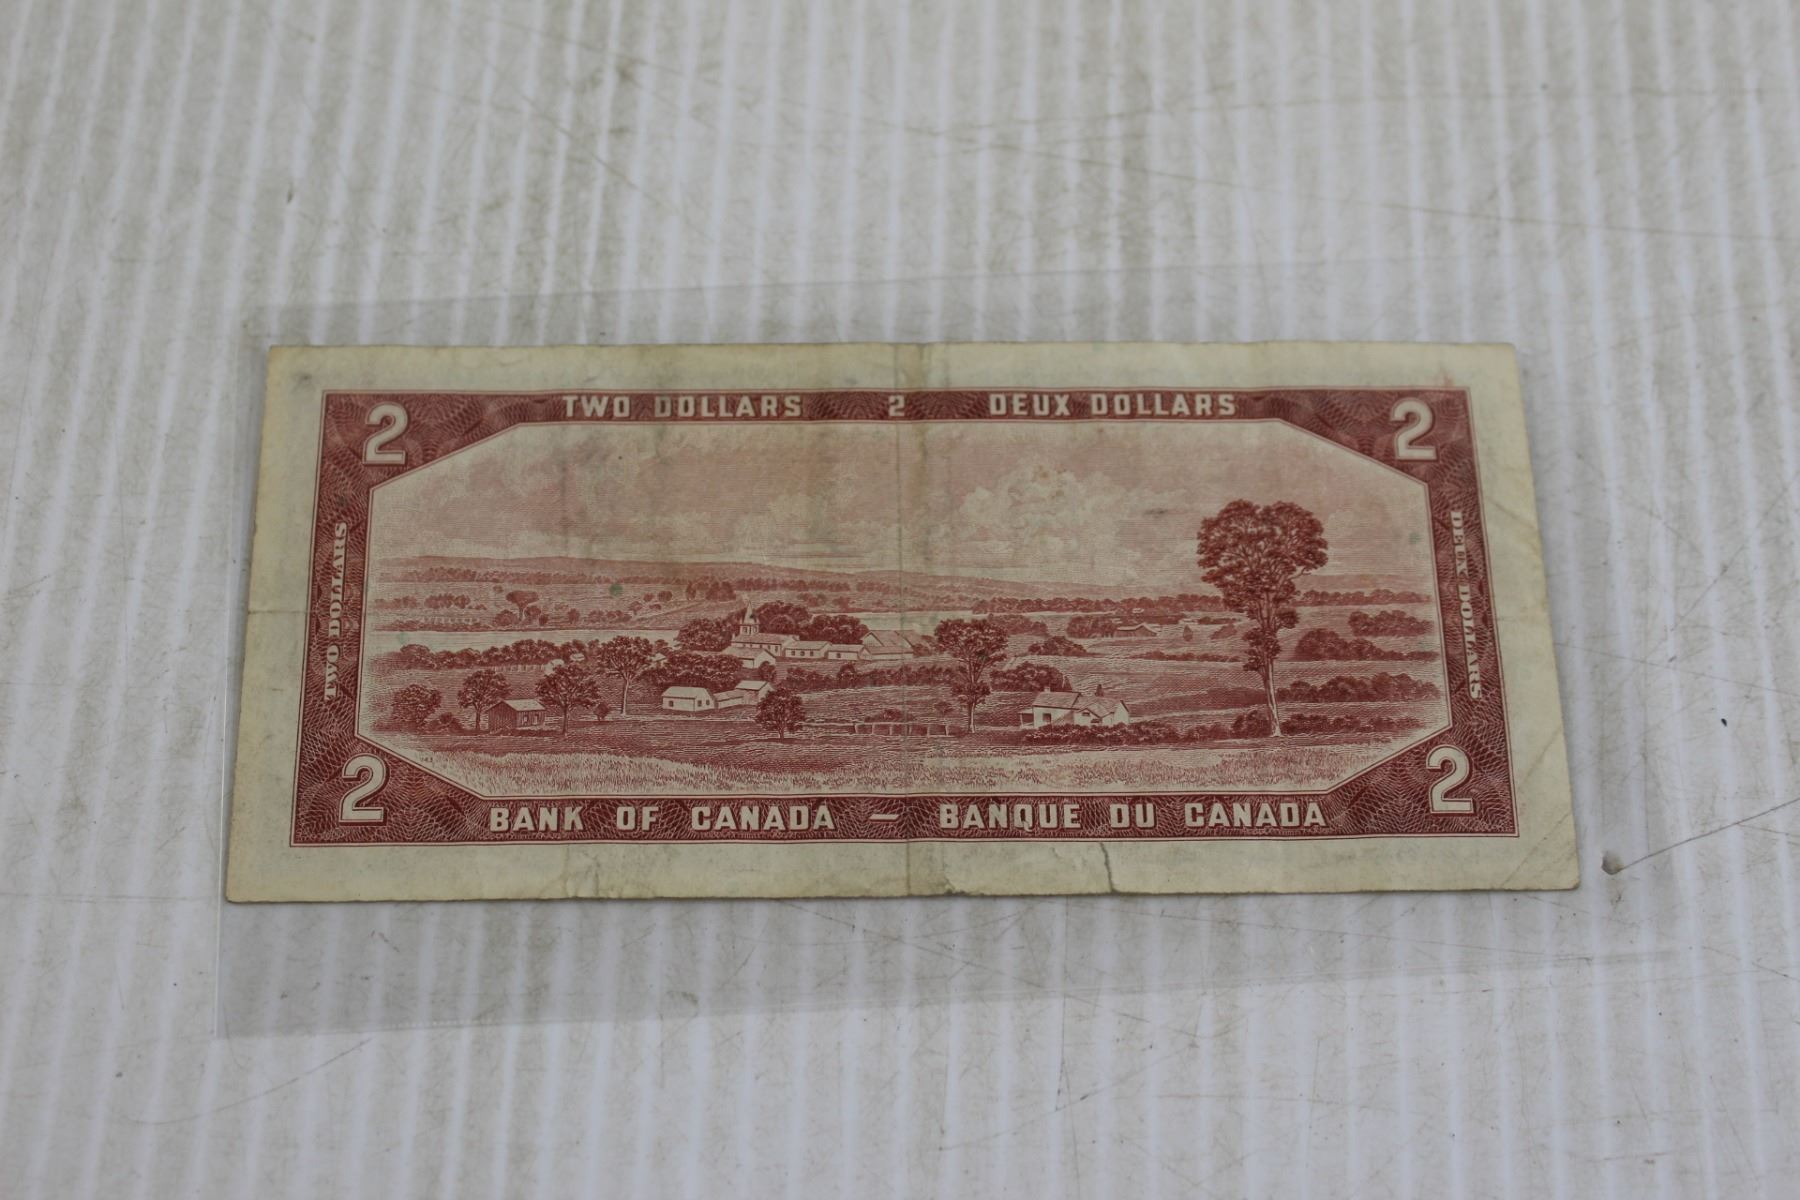 TWO DOLLARS 2 DEUX DOLLARS
2 2
TWO DOLLARS
DEUX DOLLARS
2 2
BANK OF CANADA — BANQUE DU CANADA